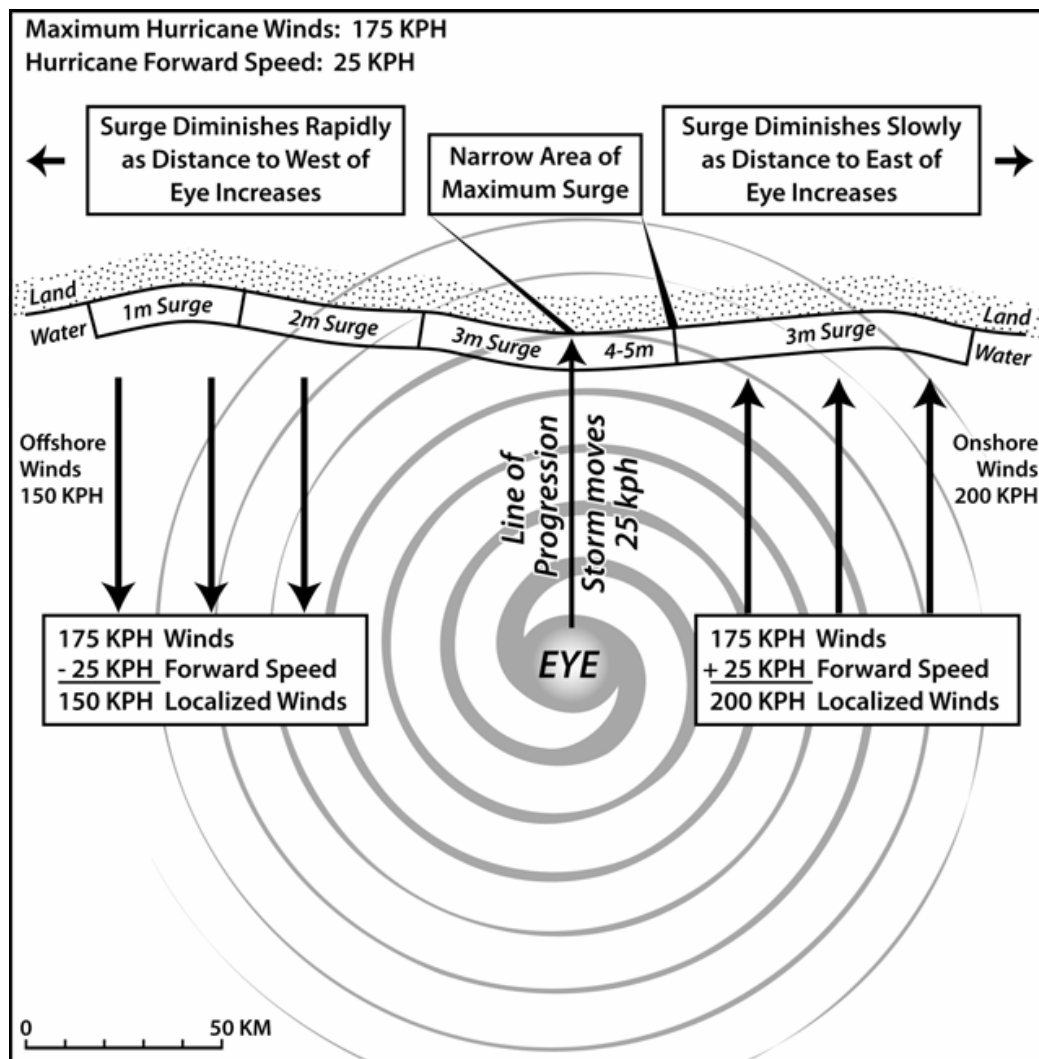 Maximum Hurricane Winds: 175 KPH
Hurricane Forward Speed: 25 KPH
Surge Diminishes Rapidly
as Distance to West of
Eye Increases
Narrow Area of
Maximum Surge
Surge Diminishes Slowly
as Distance to East of
Eye Increases
Land
Water
1m Surge
2m Surge
3m Surge
4-5m
3m Surge
Land
Water
Offshore
Winds
150 KPH
Line of
Progression
Storm moves
25 kph
Onshore
Winds
200 KPH
175 KPH Winds
- 25 KPH Forward Speed
150 KPH Localized Winds
EYE
175 KPH Winds
+ 25 KPH Forward Speed
200 KPH Localized Winds
0 50 KM